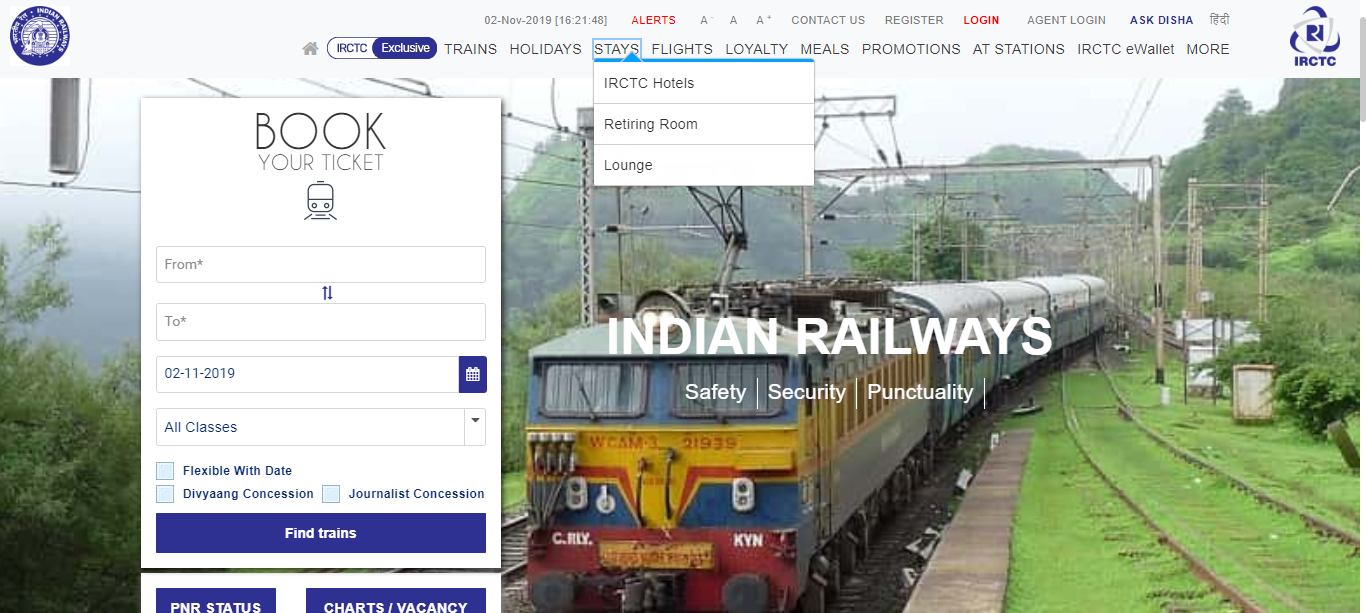 02-Nov-2019 [16:21:48] ALERTS A- A A+ CONTACT US REGISTER LOGIN AGENT LOGIN ASK DISHA हिंदी
IRCTC Exclusive TRAINS HOLIDAYS STAYS FLIGHTS LOYALTY MEALS PROMOTIONS AT STATIONS IRCTC eWallet MORE
INDIAN RAILWAYS
IRCTC
IRCTC Hotels
Retiring Room
Lounge
BOOK
YOUR TICKET
From*
To*
02-11-2019
All Classes
Flexible With Date
Divyaang Concession Journalist Concession
Find trains
PNR STATUS CHARTS / VACANCY
INDIAN RAILWAYS
Safety Security Punctuality
WCAM-3 21939
C.RLY. KYN